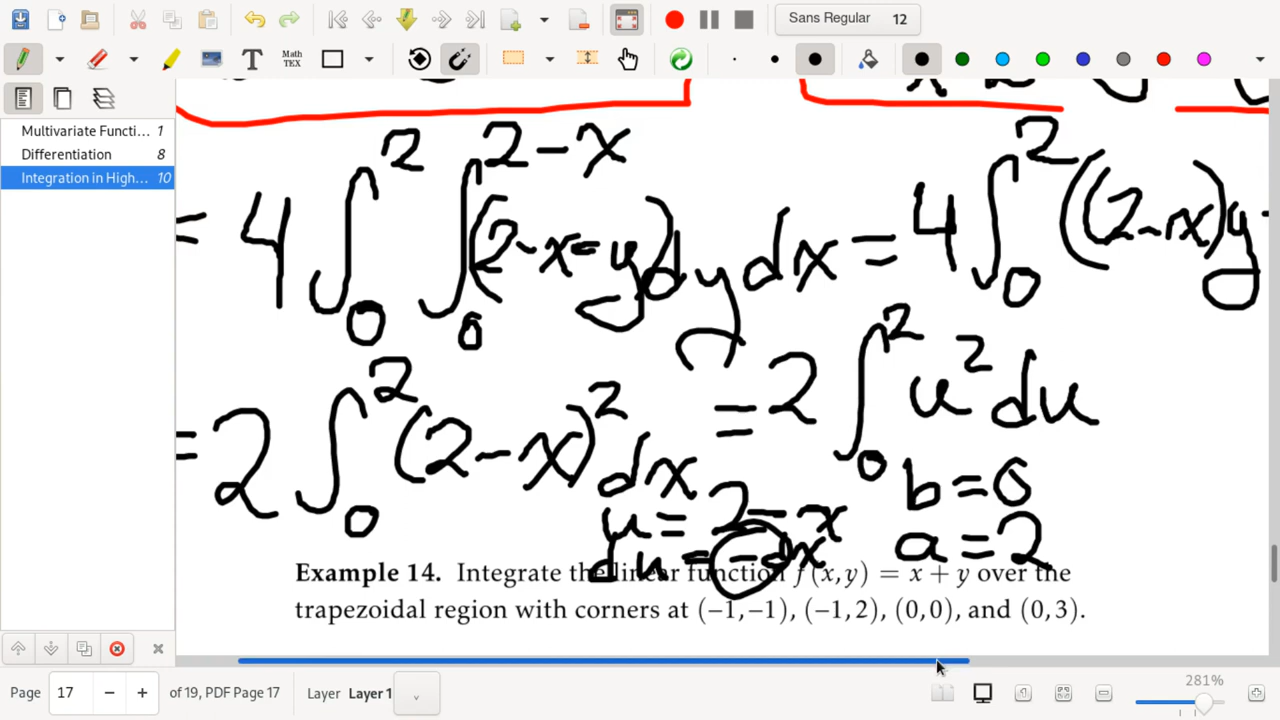 Sans Regular 12
T Math TEX
Multivariate Functi... 1
Differentiation 8
Integration in High... 10
= 4 ∫₀² ∫₀^{2-x} (2-x-y) dy dx = 4 ∫₀² ((2-x)y
= 2 ∫₀² (2-x)² dx = 2 ∫₀² u² du
u = 2-x
du = -dx
b = 0
a = 2
Example 14. Integrate the linear function f(x,y) = x + y over the
trapezoidal region with corners at (−1,−1), (−1,2), (0,0), and (0,3).
Page 17 of 19, PDF Page 17 Layer Layer 1 281%